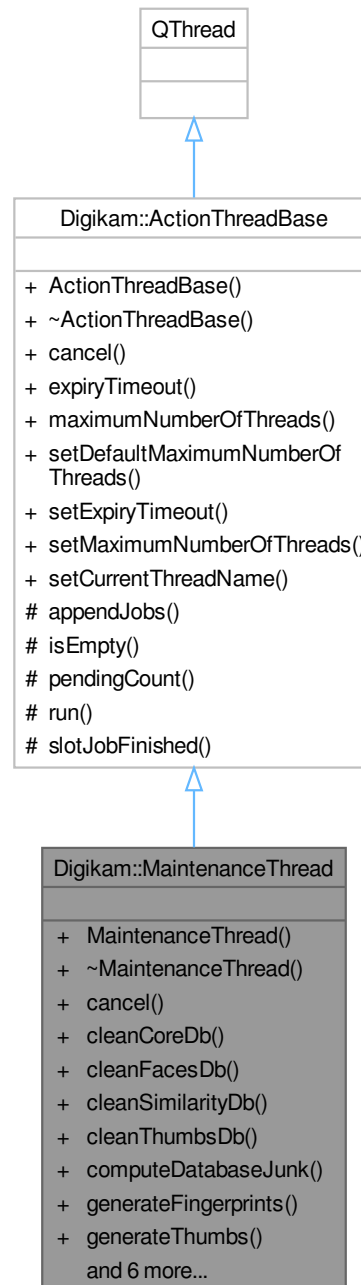 QThread
Digikam::ActionThreadBase
+ ActionThreadBase()
+ ~ActionThreadBase()
+ cancel()
+ expiryTimeout()
+ maximumNumberOfThreads()
+ setDefaultMaximumNumberOf
Threads()
+ setExpiryTimeout()
+ setMaximumNumberOfThreads()
+ setCurrentThreadName()
# appendJobs()
# isEmpty()
# pendingCount()
# run()
# slotJobFinished()
Digikam::MaintenanceThread
+ MaintenanceThread()
+ ~MaintenanceThread()
+ cancel()
+ cleanCoreDb()
+ cleanFacesDb()
+ cleanSimilarityDb()
+ cleanThumbsDb()
+ computeDatabaseJunk()
+ generateFingerprints()
+ generateThumbs()
and 6 more...